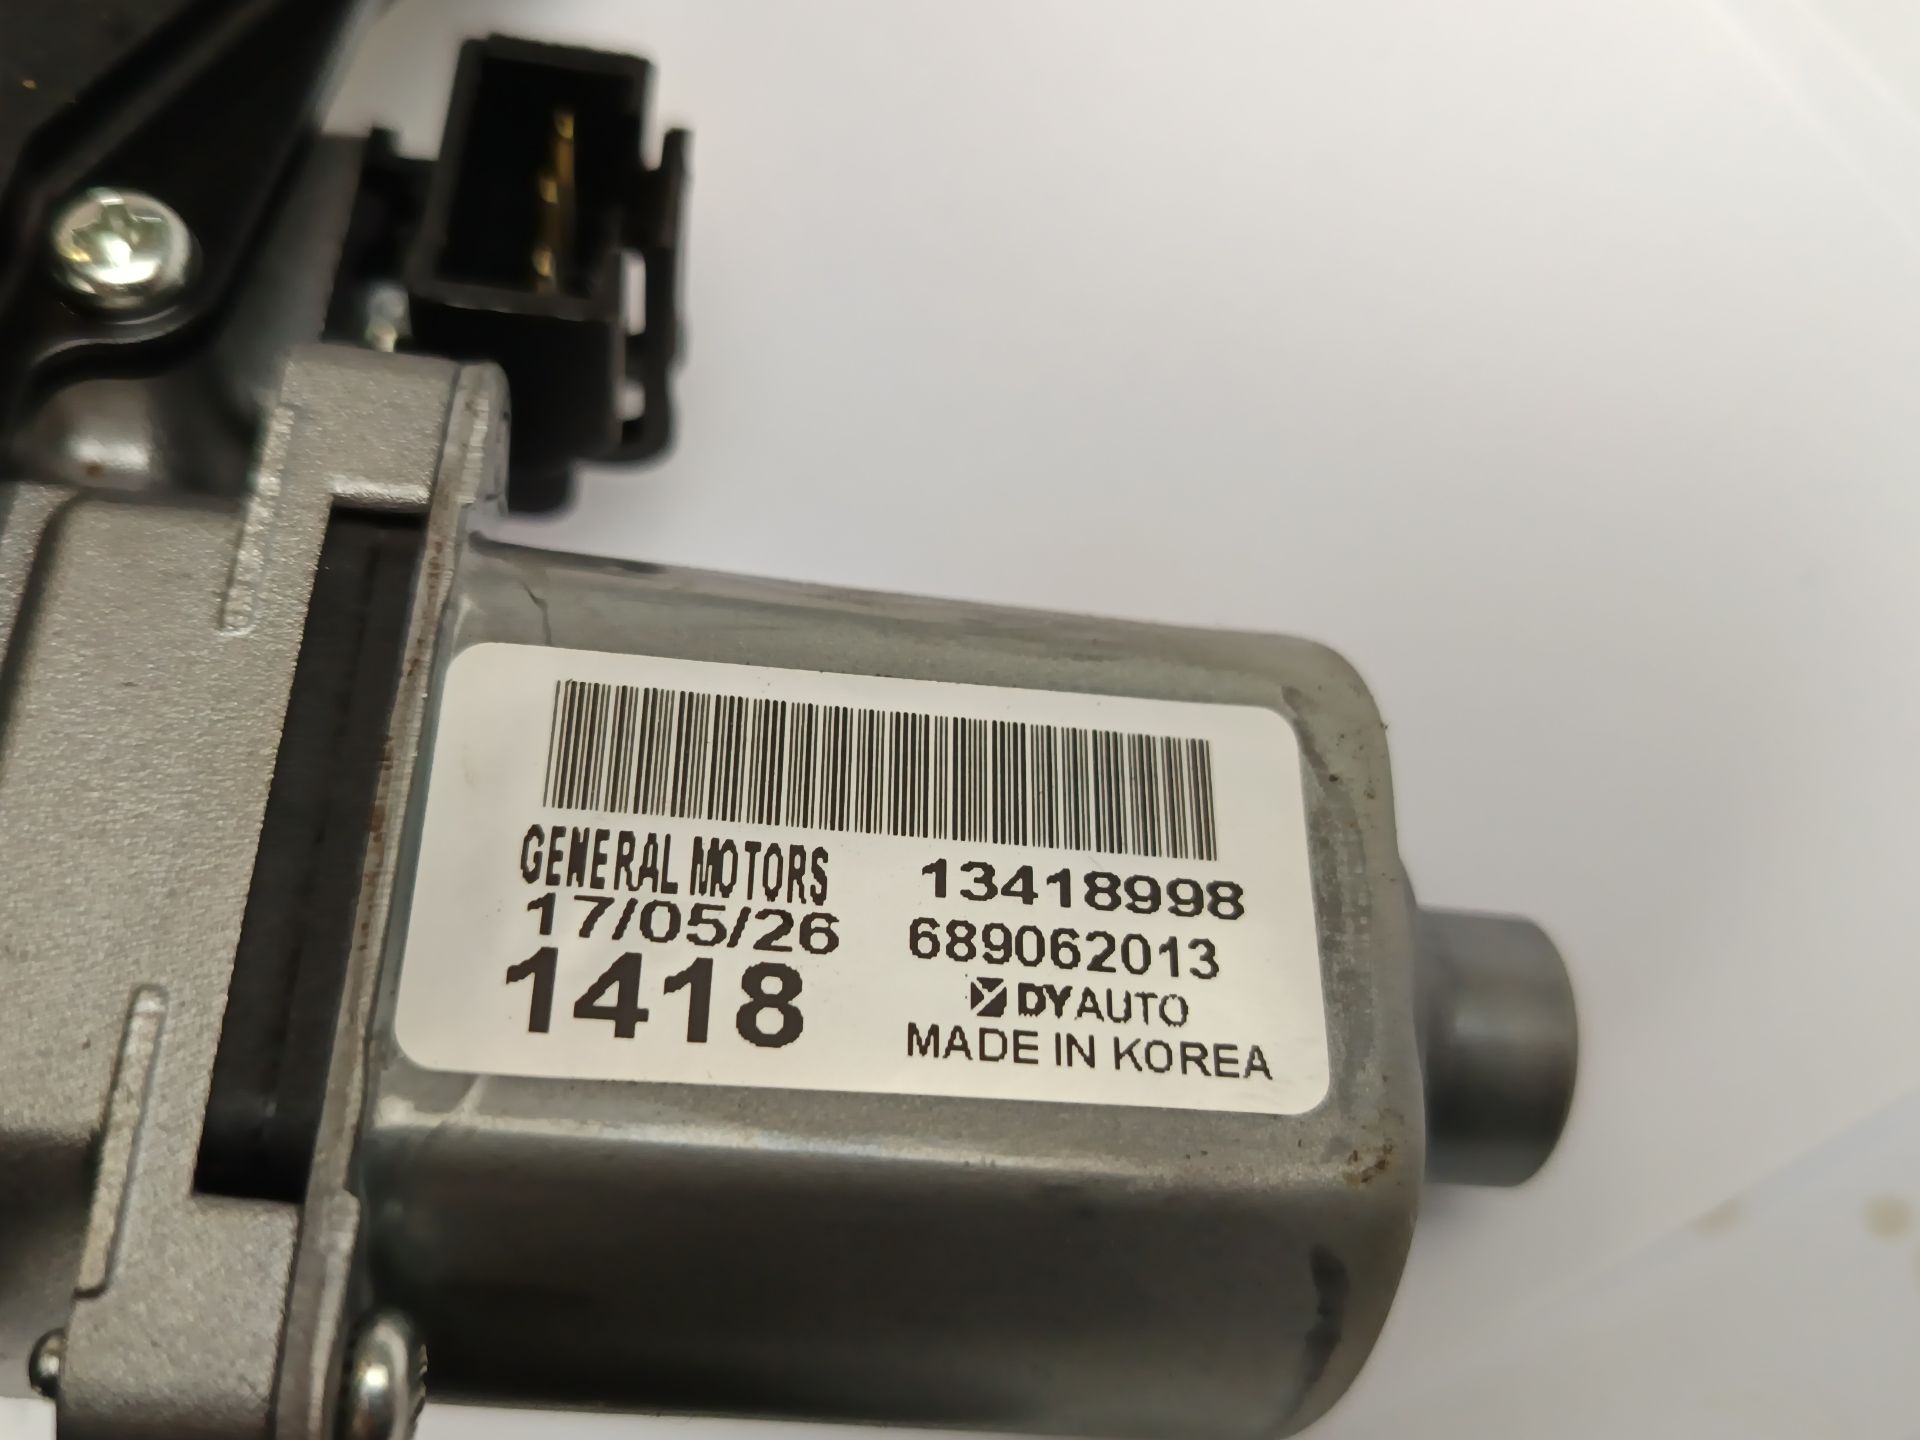 GENERAL MOTORS 13418998
17/05/26 689062013
1418 DYAUTO
MADE IN KOREA